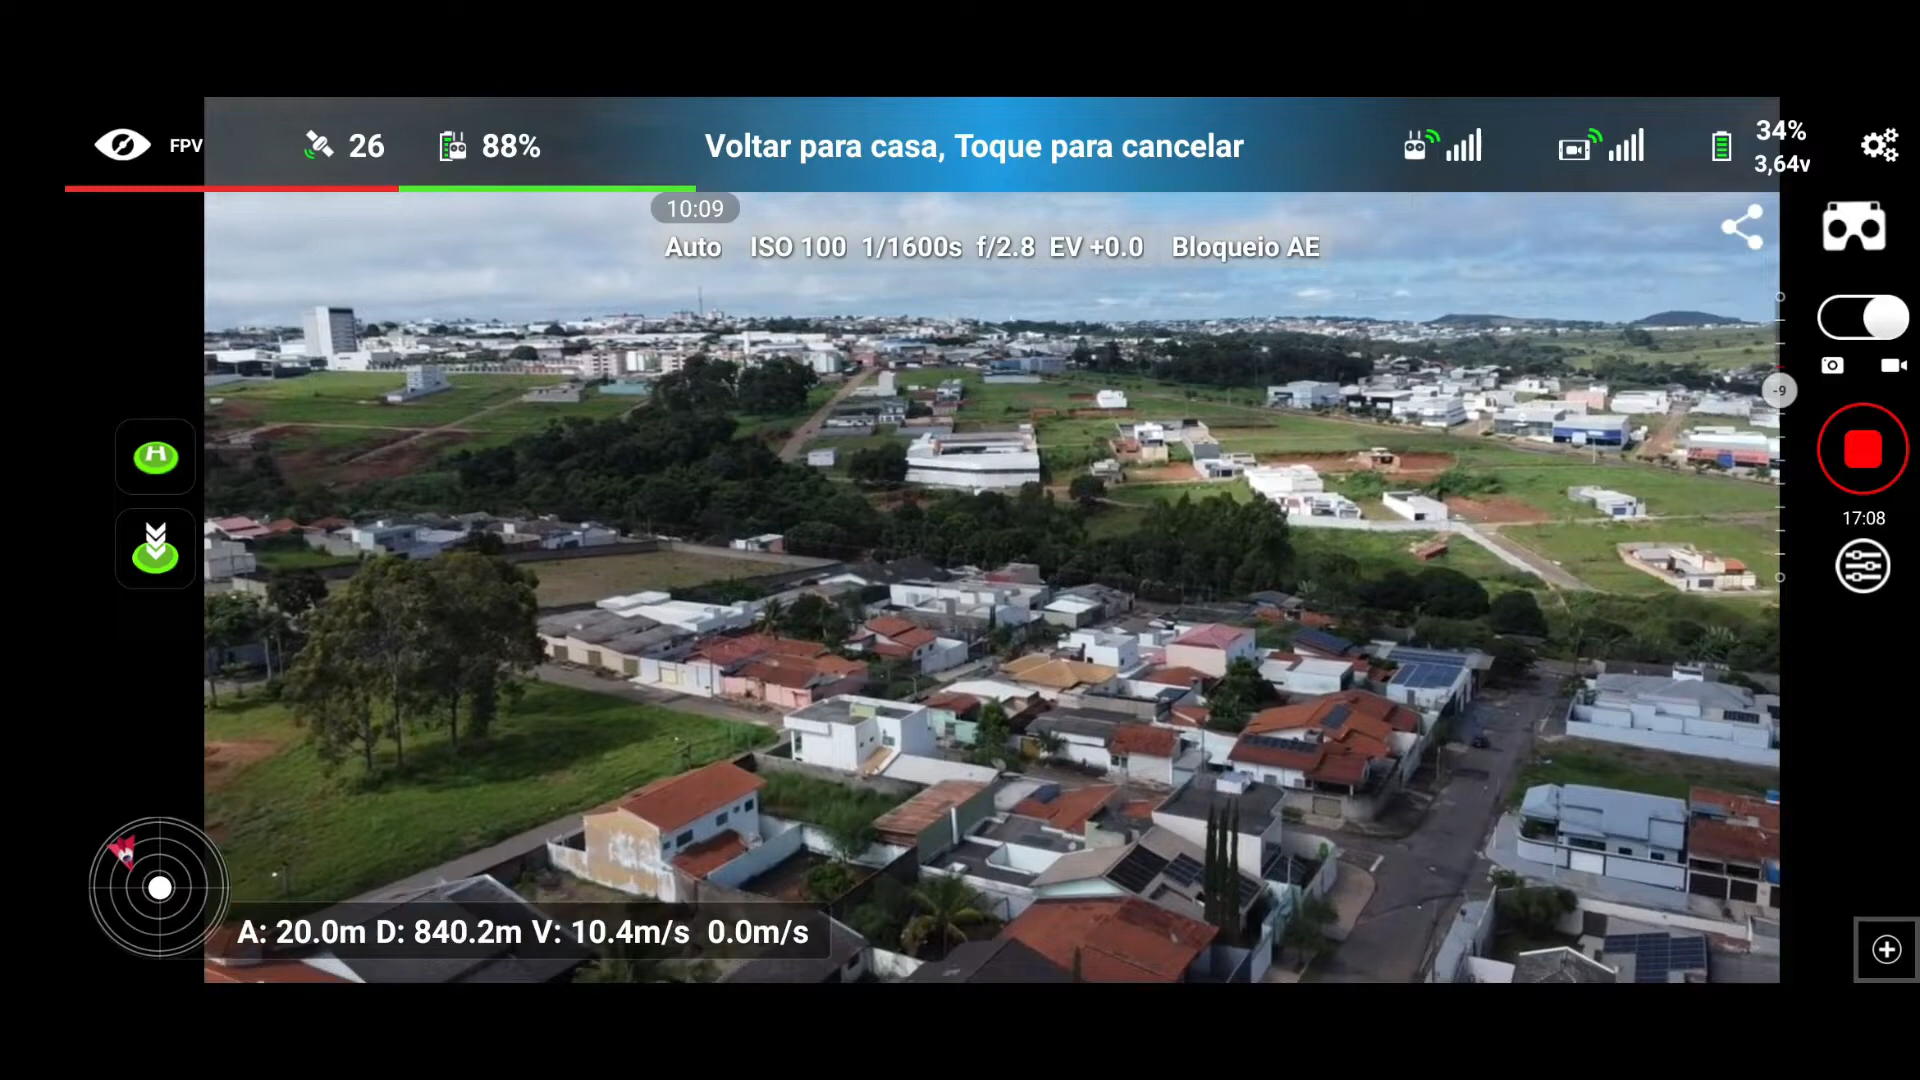 FPV
26
88%
Voltar para casa, Toque para cancelar
34%
3,64v
10:09
Auto ISO 100 1/1600s f/2.8 EV +0.0 Bloqueio AE
-9
H
17:08
A: 20.0m D: 840.2m V: 10.4m/s 0.0m/s